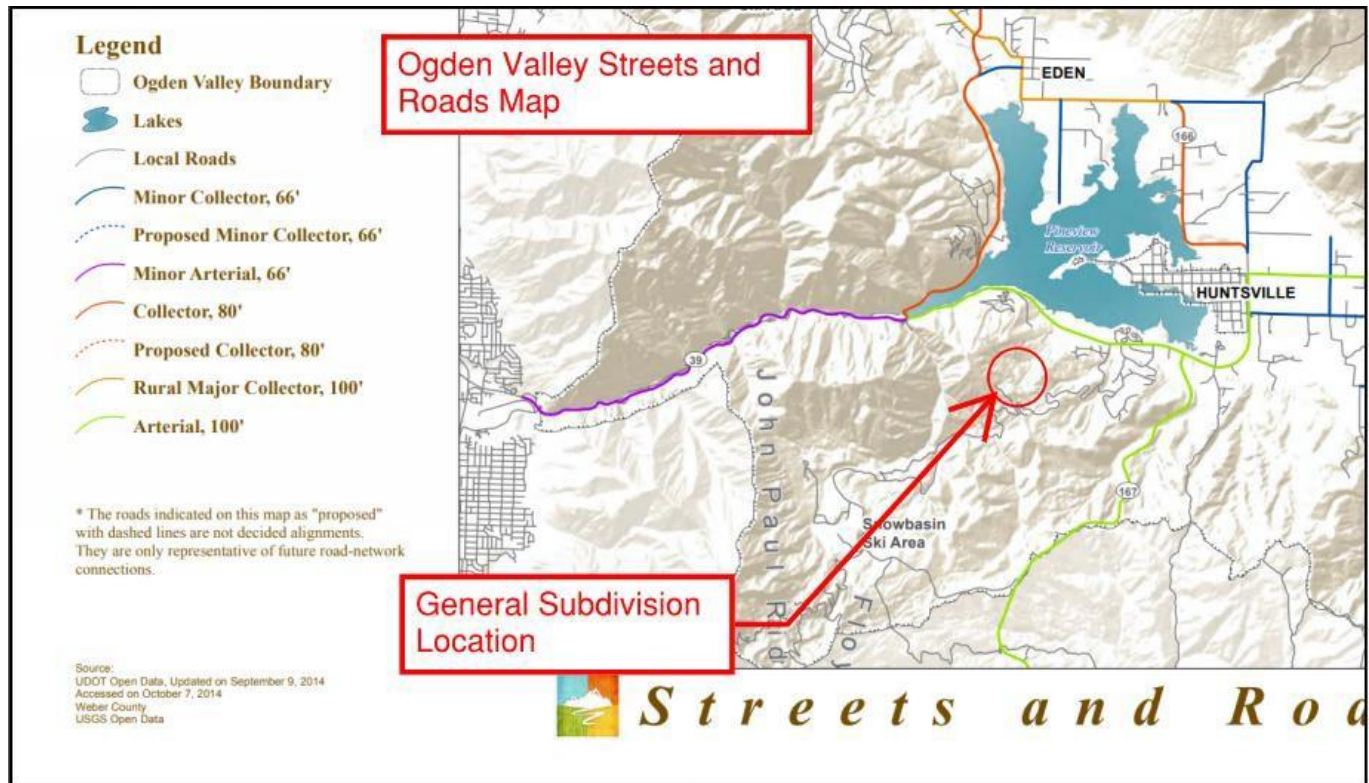 Legend
Ogden Valley Boundary
Lakes
Local Roads
Minor Collector, 66'
Proposed Minor Collector, 66'
Minor Arterial, 66'
Collector, 80'
Proposed Collector, 80'
Rural Major Collector, 100'
Arterial, 100'
* The roads indicated on this map as "proposed"
with dashed lines are not decided alignments.
They are only representative of future road-network
connections.
Source:
UDOT Open Data, Updated on September 9, 2014
Accessed on October 7, 2014
Weber County
USGS Open Data
Ogden Valley Streets and
Roads Map
EDEN
166
Pineview
Reservoir
HUNTSVILLE
39
John Paul Rid
167
Snowbasin
Ski Area
Flo
General Subdivision
Location
Streets and Roa